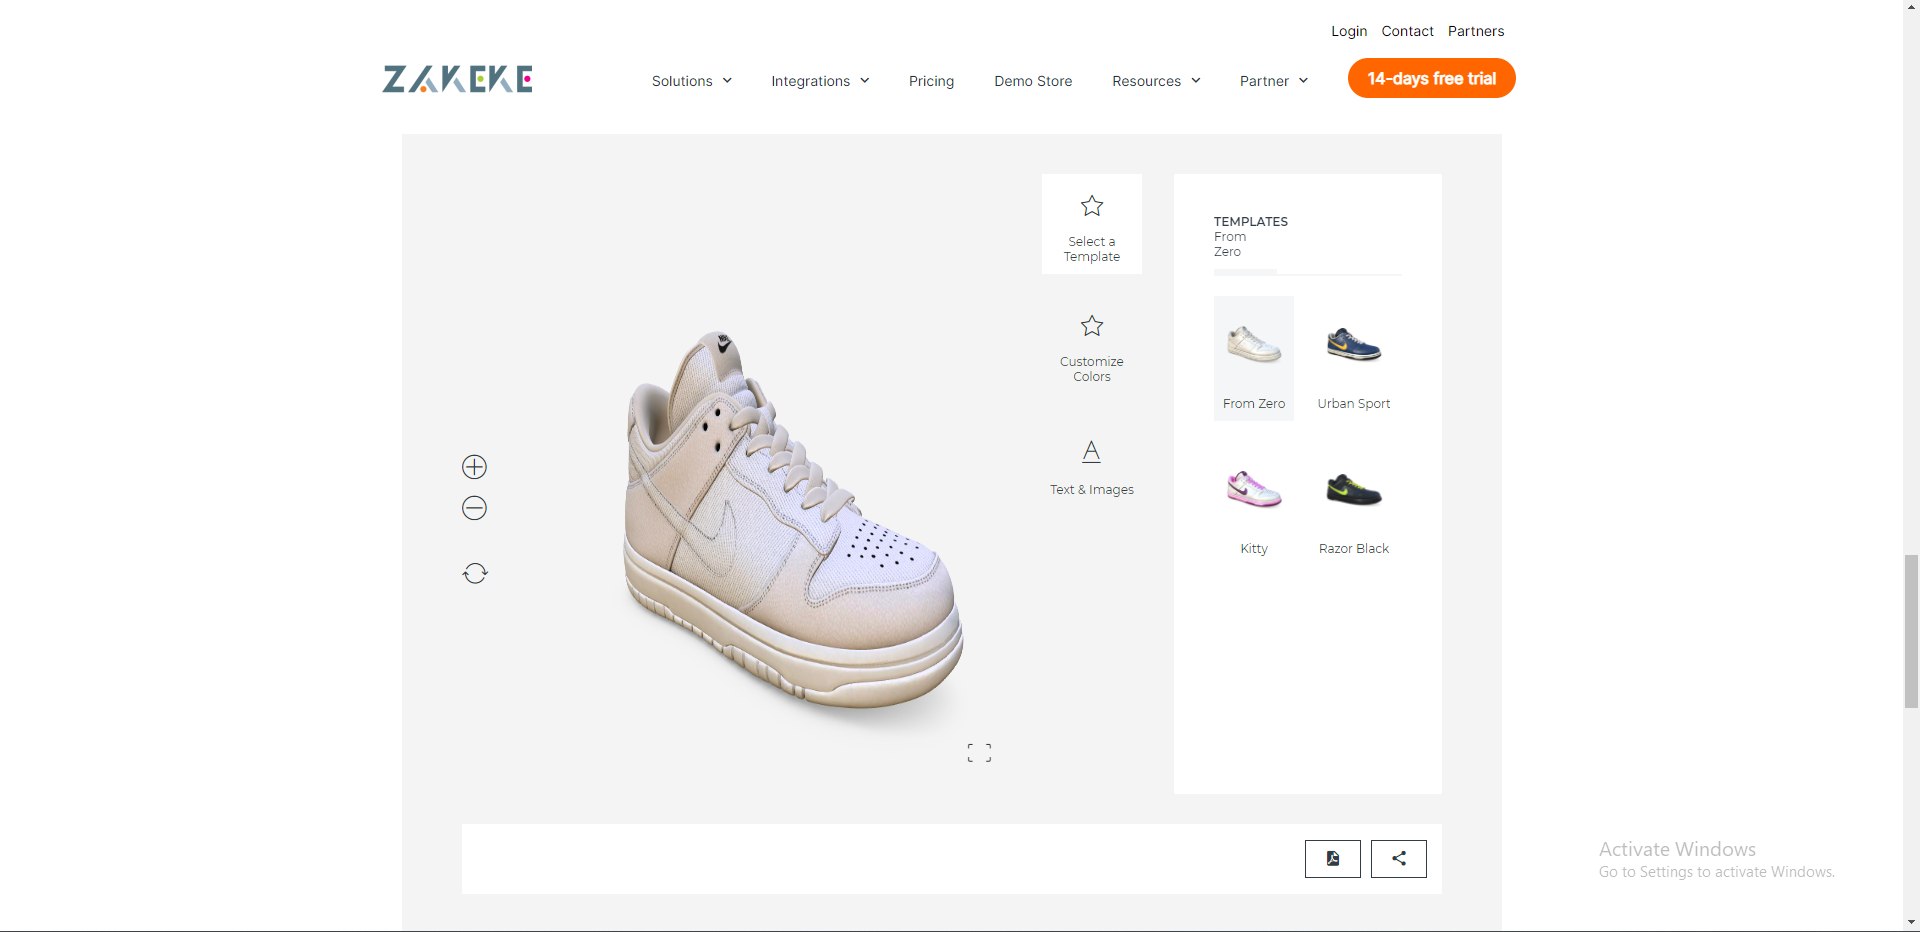 Login Contact Partners
ZAKEKE
Solutions Integrations Pricing Demo Store Resources Partner 14-days free trial
Select a
Template
Customize
Colors
A
Text & Images
TEMPLATES
From
Zero
From Zero
Urban Sport
Kitty
Razor Black
Activate Windows
Go to Settings to activate Windows.